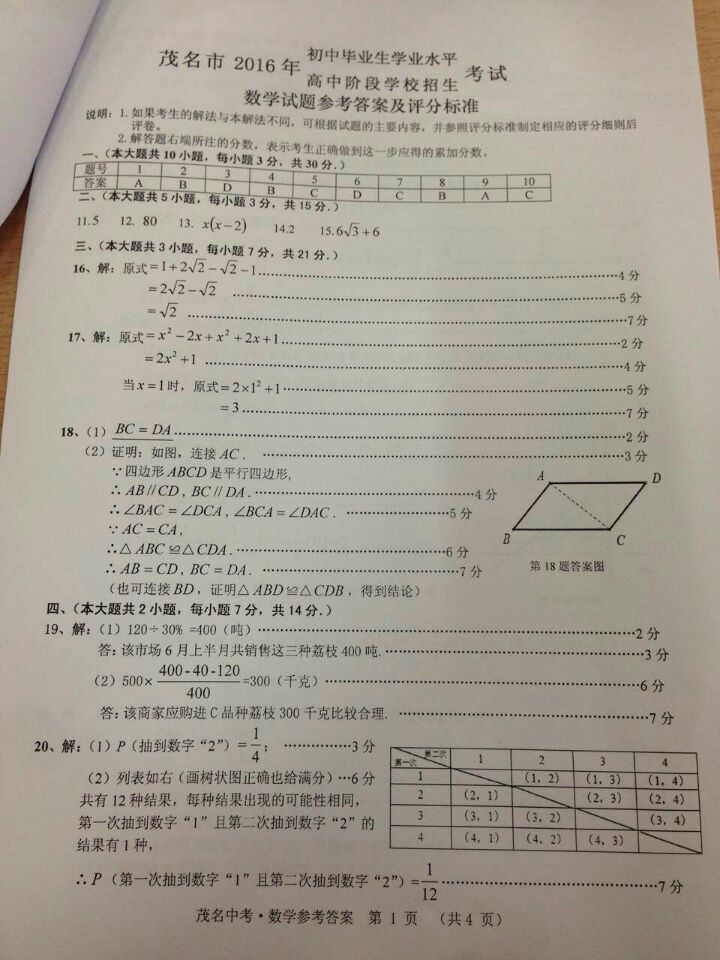 茂名市 2016 年 初中毕业生学业水平 高中阶段学校招生 考试
数学试题参考答案及评分标准
说明：1. 如果考生的解法与本解法不同，可根据试题的主要内容，并参照评分标准制定相应的评分细则后
评卷。
2. 解答题右端所注的分数，表示考生正确做到这一步应得的累加分数。
一、（本大题共 10 小题，每小题 3 分，共 30 分.）
题号 1 2 3 4 5 6 7 8 9 10
答案 A B D B C D C B A C
二、（本大题共 5 小题，每小题 3 分，共 15 分.）
11.5 12. 80 13. x(x−2) 14.2 15.6√3+6
三、（本大题共 3 小题，每小题 7 分，共 21 分.）
16、解：原式=1+2√2−√2−1……4 分
=2√2−√2 ……5 分
=√2 ……7 分
17、解：原式=x²−2x+x²+2x+1……2 分
=2x²+1 ……4 分
当x=1时，原式=2×1²+1……5 分
=3……7 分
18、（1）BC=DA……2 分
（2）证明：如图，连接 AC． ……3 分
∵四边形 ABCD 是平行四边形,
∴ AB//CD，BC//DA．……4 分
∴∠BAC=∠DCA，∠BCA=∠DAC．……5 分
∵ AC=CA，
∴△ABC≌△CDA．……6 分
∴ AB=CD，BC=DA．……7 分
（也可连接 BD，证明△ABD≌△CDB，得到结论）
A D
B C
第 18 题答案图
四、（本大题共 2 小题，每小题 7 分，共 14 分.）
19、解：（1）120÷30% =400（吨）……2 分
答：该市场 6 月上半月共销售这三种荔枝 400 吨.……3 分
（2）500×(400-40-120)/400=300（千克）……6 分
答：该商家应购进 C 品种荔枝 300 千克比较合理. ……7 分
20、解：（1）P（抽到数字“2”）=1/4； ……3 分
（2）列表如右（画树状图正确也给满分）…6 分
共有 12 种结果，每种结果出现的可能性相同，
第一次抽到数字“1”且第二次抽到数字“2”的
结果有 1 种，
第一次 第二次 1 2 3 4
1 （1，2） （1，3） （1，4）
2 （2，1） （2，3） （2，4）
3 （3，1） （3，2） （3，4）
4 （4，1） （4，2） （4，3）
∴P（第一次抽到数字“1”且第二次抽到数字“2”）=1/12……7 分
茂名中考·数学参考答案 第 1 页 （共 4 页）